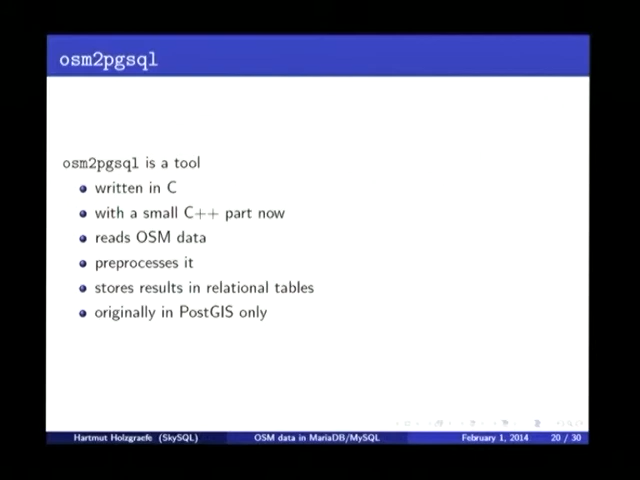 osm2pgsql
osm2pgsql is a tool
written in C
with a small C++ part now
reads OSM data
preprocesses it
stores results in relational tables
originally in PostGIS only
Hartmut Holzgraefe (SkySQL) OSM data in MariaDB/MySQL February 1, 2014 20 / 30